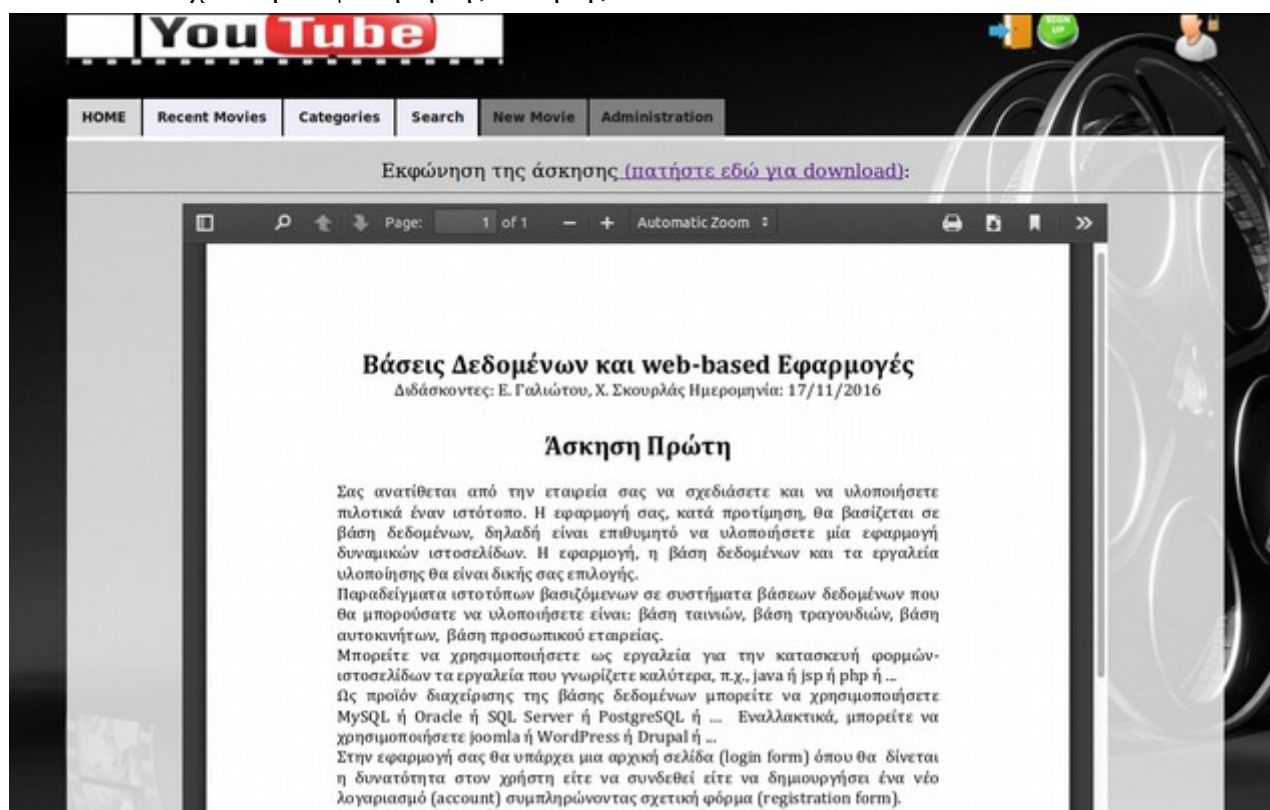 You Tube
SIGN UP
HOME Recent Movies Categories Search New Movie Administration
Εκφώνηση της άσκησης (πατήστε εδώ για download):
Page: 1 of 1 − + Automatic Zoom
Βάσεις Δεδομένων και web-based Εφαρμογές
Διδάσκοντες: Ε. Γαλιώτου, Χ. Σκουρλάς Ημερομηνία: 17/11/2016
Άσκηση Πρώτη
Σας ανατίθεται από την εταιρεία σας να σχεδιάσετε και να υλοποιήσετε
πιλοτικά έναν ιστότοπο. Η εφαρμογή σας, κατά προτίμηση, θα βασίζεται σε
βάση δεδομένων, δηλαδή είναι επιθυμητό να υλοποιήσετε μία εφαρμογή
δυναμικών ιστοσελίδων. Η εφαρμογή, η βάση δεδομένων και τα εργαλεία
υλοποίησης θα είναι δικής σας επιλογής.
Παραδείγματα ιστοτόπων βασιζόμενων σε συστήματα βάσεων δεδομένων που
θα μπορούσατε να υλοποιήσετε είναι: βάση ταινιών, βάση τραγουδιών, βάση
αυτοκινήτων, βάση προσωπικού εταιρείας.
Μπορείτε να χρησιμοποιήσετε ως εργαλεία για την κατασκευή φορμών-
ιστοσελίδων τα εργαλεία που γνωρίζετε καλύτερα, π.χ., java ή jsp ή php ή ...
Ως προϊόν διαχείρισης της βάσης δεδομένων μπορείτε να χρησιμοποιήσετε
MySQL ή Oracle ή SQL Server ή PostgreSQL ή ... Εναλλακτικά, μπορείτε να
χρησιμοποιήσετε joomla ή WordPress ή Drupal ή ...
Στην εφαρμογή σας θα υπάρχει μια αρχική σελίδα (login form) όπου θα δίνεται
η δυνατότητα στον χρήστη είτε να συνδεθεί είτε να δημιουργήσει ένα νέο
λογαριασμό (account) συμπληρώνοντας σχετική φόρμα (registration form).